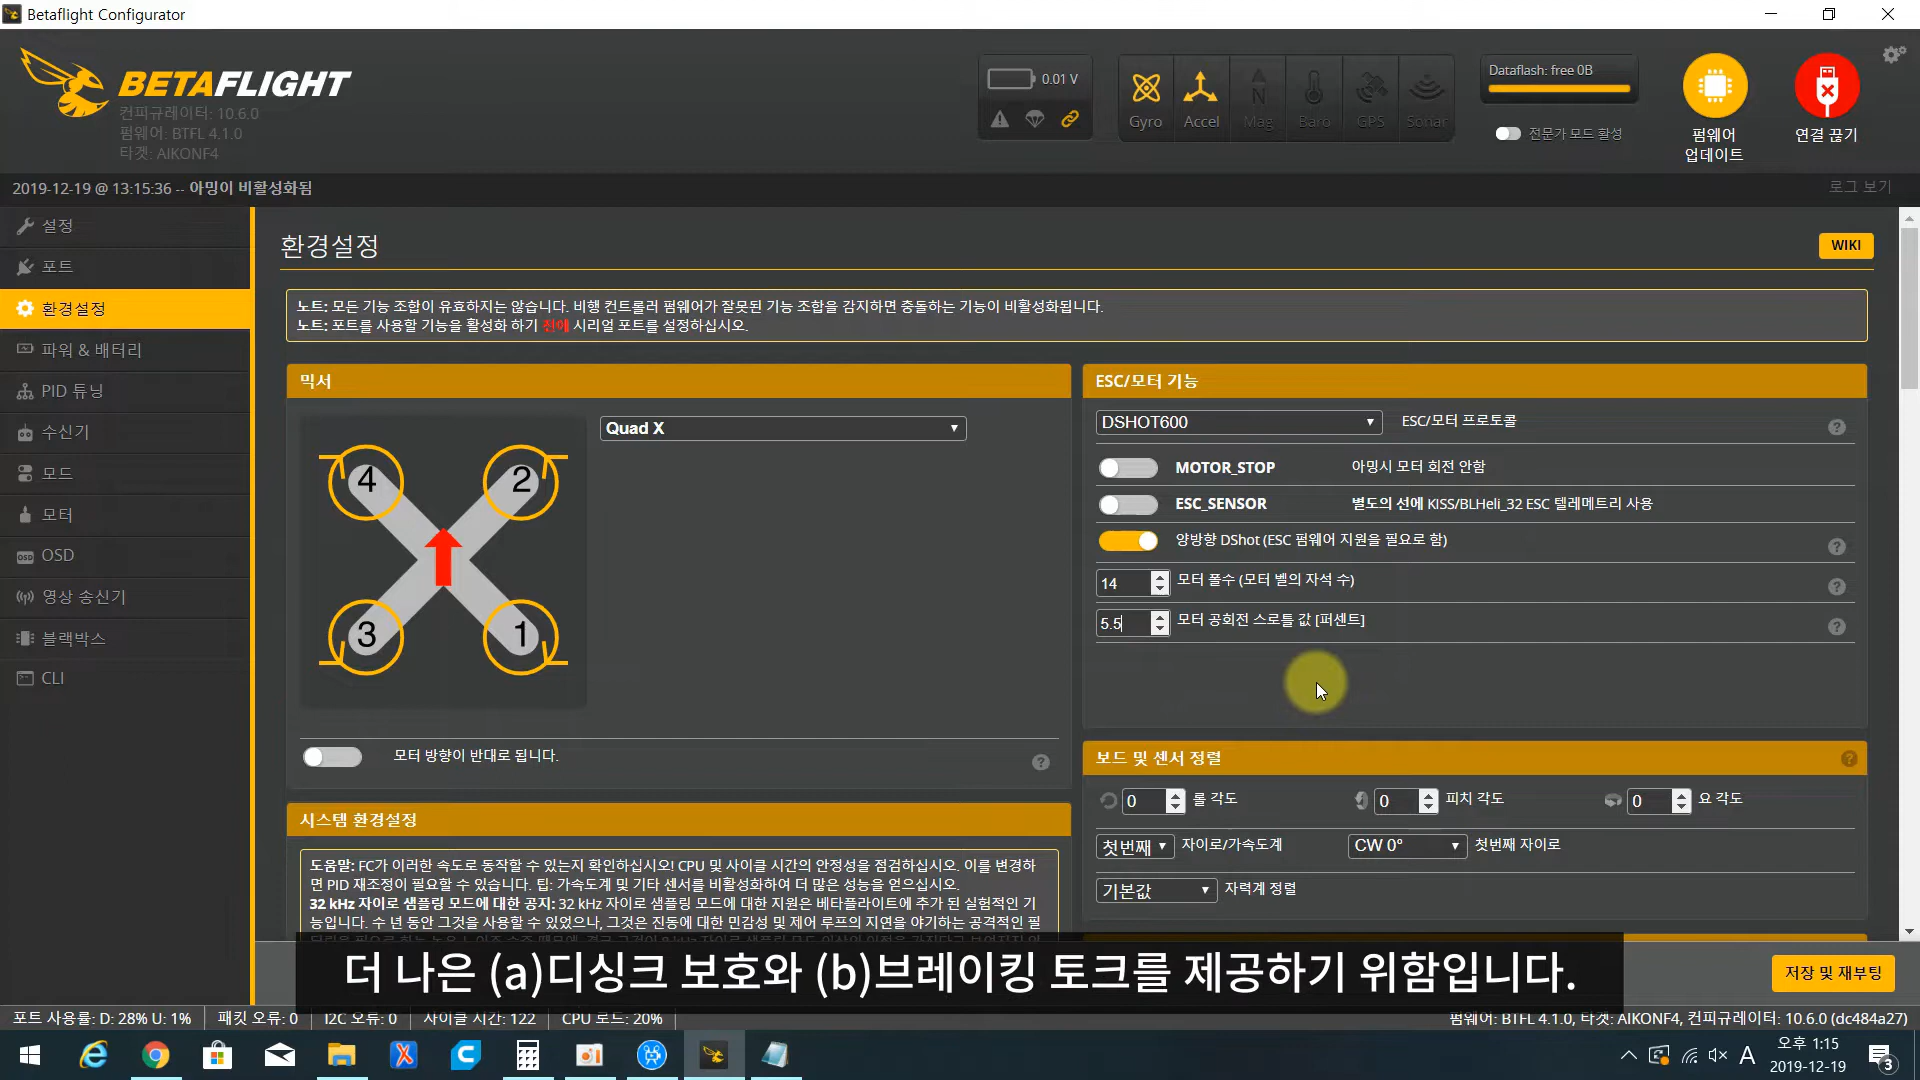 Betaflight Configurator
BETAFLIGHT
컨피규레이터: 10.6.0
펌웨어: BTFL 4.1.0
타겟: AIKONF4
0.01 V
Gyro
Accel
Mag
Baro
GPS
Sonar
Dataflash: free 0B
전문가 모드 활성
펌웨어
업데이트
연결 끊기
2019-12-19 @ 13:15:36 -- 아밍이 비활성화됨
로그 보기
설정
포트
환경설정
파워 & 배터리
PID 튜닝
수신기
모드
모터
OSD
영상 송신기
블랙박스
CLI
환경설정
WIKI
노트: 모든 기능 조합이 유효하지는 않습니다. 비행 컨트롤러 펌웨어가 잘못된 기능 조합을 감지하면 충돌하는 기능이 비활성화됩니다.
노트: 포트를 사용할 기능을 활성화 하기 전에 시리얼 포트를 설정하십시오.
믹서
Quad X
4
2
3
1
모터 방향이 반대로 됩니다.
ESC/모터 기능
DSHOT600
ESC/모터 프로토콜
MOTOR_STOP
아밍시 모터 회전 안함
ESC_SENSOR
별도의 선에 KISS/BLHeli_32 ESC 텔레메트리 사용
양방향 DShot (ESC 펌웨어 지원을 필요로 함)
14
모터 폴수 (모터 벨의 자석 수)
5.5
모터 공회전 스로틀 값 [퍼센트]
보드 및 센서 정렬
0
롤 각도
0
피치 각도
0
요 각도
첫번째
자이로/가속도계
CW 0°
첫번째 자이로
기본값
자력계 정렬
시스템 환경설정
도움말: FC가 이러한 속도로 동작할 수 있는지 확인하십시오! CPU 및 사이클 시간의 안정성을 점검하십시오. 이를 변경하
면 PID 재조정이 필요할 수 있습니다. 팁: 가속도계 및 기타 센서를 비활성화하여 더 많은 성능을 얻으십시오.
32 kHz 자이로 샘플링 모드에 대한 공지: 32 kHz 자이로 샘플링 모드에 대한 지원은 베타플라이트에 추가 된 실험적인 기
능입니다. 수 년 동안 그것을 사용할 수 있었으나, 그것은 진동에 대한 민감성 및 제어 루프의 지연을 야기하는 공격적인 필
더 나은 (a)디싱크 보호와 (b)브레이킹 토크를 제공하기 위함입니다.
저장 및 재부팅
포트 사용률: D: 28% U: 1%
패킷 오류: 0
I2C 오류: 0
사이클 시간: 122
CPU 로드: 20%
펌웨어: BTFL 4.1.0, 타겟: AIKONF4, 컨피규레이터: 10.6.0 (dc484a27)
A
오후 1:15
2019-12-19
3